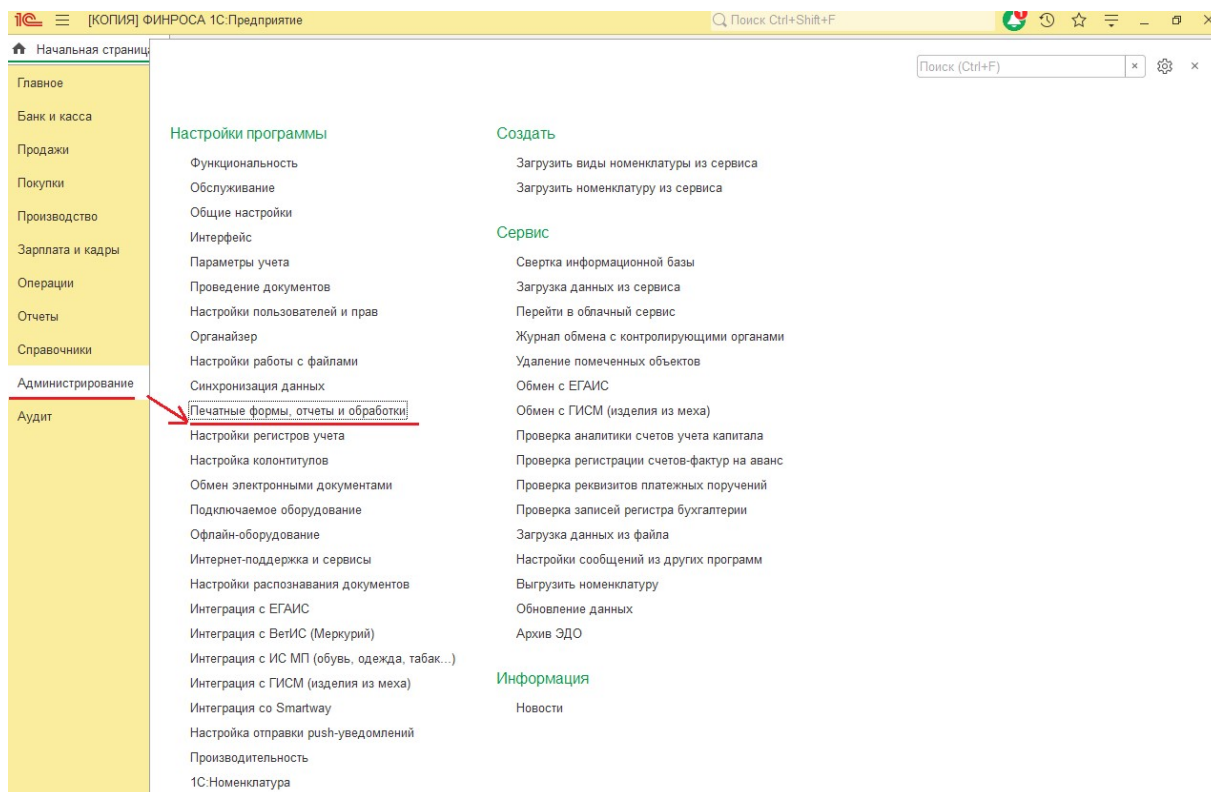 1С [КОПИЯ] ФИНРОСА 1С:Предприятие Поиск Ctrl+Shift+F
Начальная страница
Поиск (Ctrl+F)
Главное
Банк и касса
Продажи
Покупки
Производство
Зарплата и кадры
Операции
Отчеты
Справочники
Администрирование
Аудит
Настройки программы
Функциональность
Обслуживание
Общие настройки
Интерфейс
Параметры учета
Проведение документов
Настройки пользователей и прав
Органайзер
Настройки работы с файлами
Синхронизация данных
Печатные формы, отчеты и обработки
Настройки регистров учета
Настройка колонтитулов
Обмен электронными документами
Подключаемое оборудование
Офлайн-оборудование
Интернет-поддержка и сервисы
Настройки распознавания документов
Интеграция с ЕГАИС
Интеграция с ВетИС (Меркурий)
Интеграция с ИС МП (обувь, одежда, табак...)
Интеграция с ГИСМ (изделия из меха)
Интеграция со Smartway
Настройка отправки push-уведомлений
Производительность
1С:Номенклатура
Создать
Загрузить виды номенклатуры из сервиса
Загрузить номенклатуру из сервиса
Сервис
Свертка информационной базы
Загрузка данных из сервиса
Перейти в облачный сервис
Журнал обмена с контролирующими органами
Удаление помеченных объектов
Обмен с ЕГАИС
Обмен с ГИСМ (изделия из меха)
Проверка аналитики счетов учета капитала
Проверка регистрации счетов-фактур на аванс
Проверка реквизитов платежных поручений
Проверка записей регистра бухгалтерии
Загрузка данных из файла
Настройки сообщений из других программ
Выгрузить номенклатуру
Обновление данных
Архив ЭДО
Информация
Новости